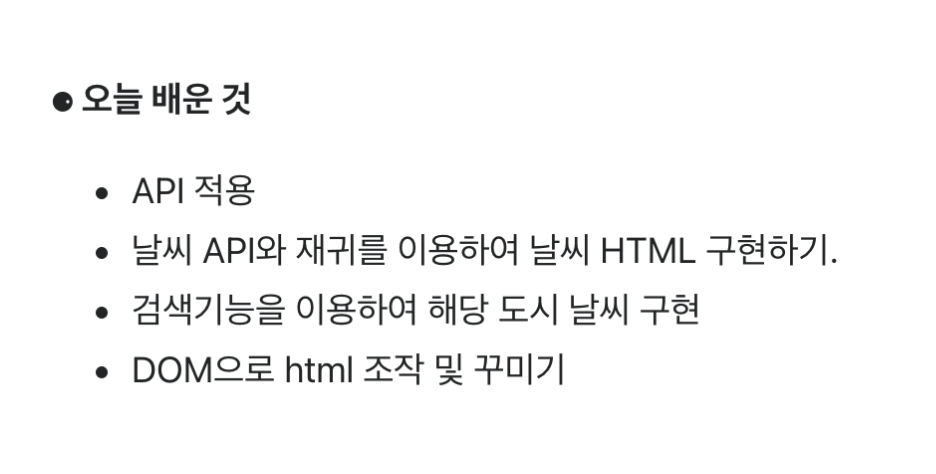 오늘 배운 것
API 적용
날씨 API와 재귀를 이용하여 날씨 HTML 구현하기.
검색기능을 이용하여 해당 도시 날씨 구현
DOM으로 html 조작 및 꾸미기